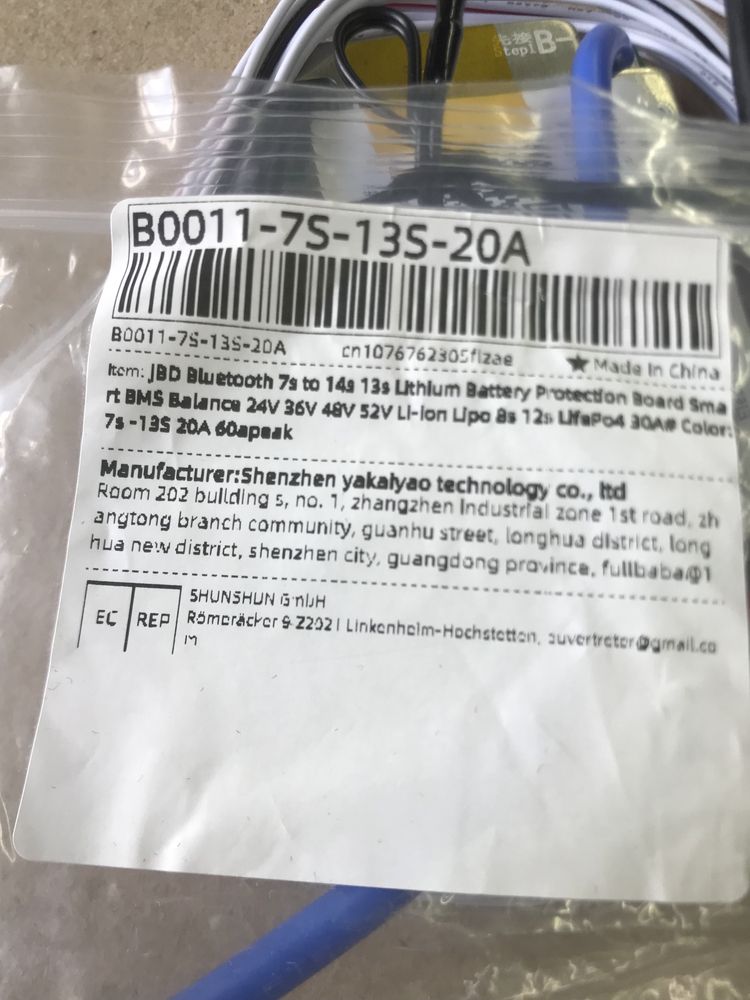 先接 B-
Step1
B0011-7S-13S-20A
B0011-7S-13S-20A cn1076762305flzae ★ Made In China
Item: JBD Bluetooth 7s to 14s 13s Lithium Battery Protection Board Sma
rt BMS Balance 24V 36V 48V 52V Li-ion Lipo 8s 12s LifePo4 30A# Color:
7s -13S 20A 60apeak
Manufacturer:Shenzhen yakaiyao technology co., ltd
Room 202 building 5, no. 1, zhangzhen industrial zone 1st road, zh
angtong branch community, guanhu street, longhua district, long
hua new district, shenzhen city, guangdong province, fullbaba@1
EC REP
SHUNSHUN GmbH
Römeräcker 9 Linkenheim-Hochstetten, euvertreter@gmail.co
m